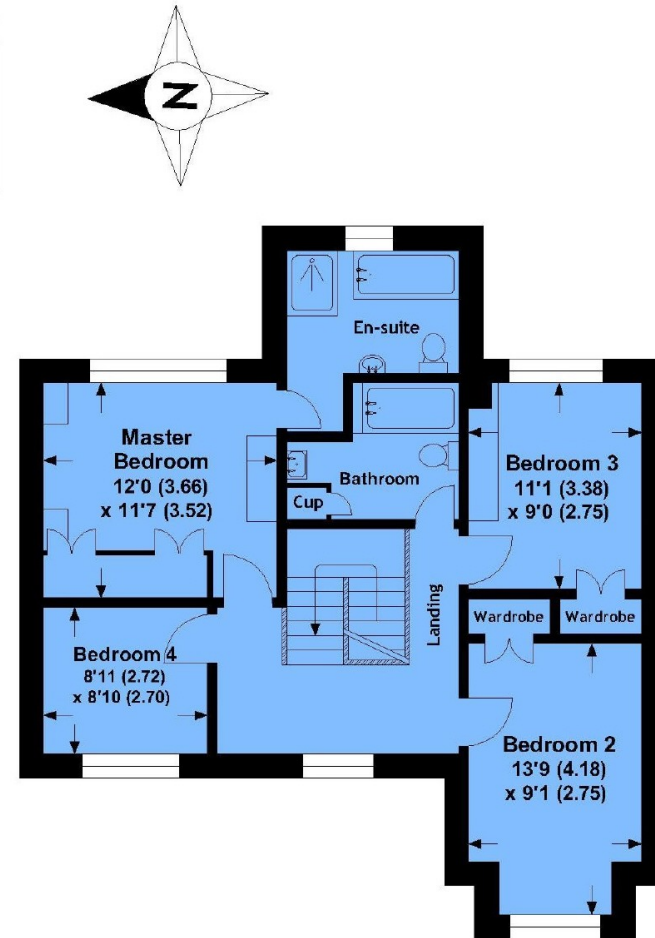 N
En-suite
Master
Bedroom
12'0 (3.66)
x 11'7 (3.52)
Bathroom
Cup
Bedroom 3
11'1 (3.38)
x 9'0 (2.75)
Landing
Wardrobe
Wardrobe
Bedroom 4
8'11 (2.72)
x 8'10 (2.70)
Bedroom 2
13'9 (4.18)
x 9'1 (2.75)